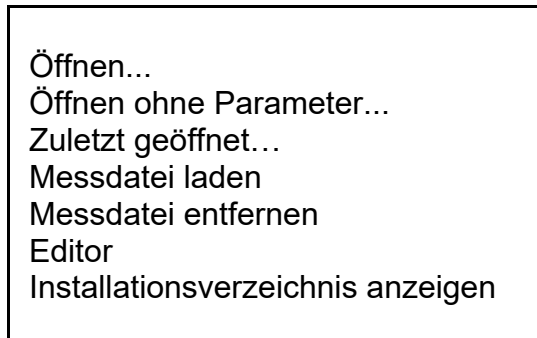 Öffnen...
Öffnen ohne Parameter...
Zuletzt geöffnet…
Messdatei laden
Messdatei entfernen
Editor
Installationsverzeichnis anzeigen